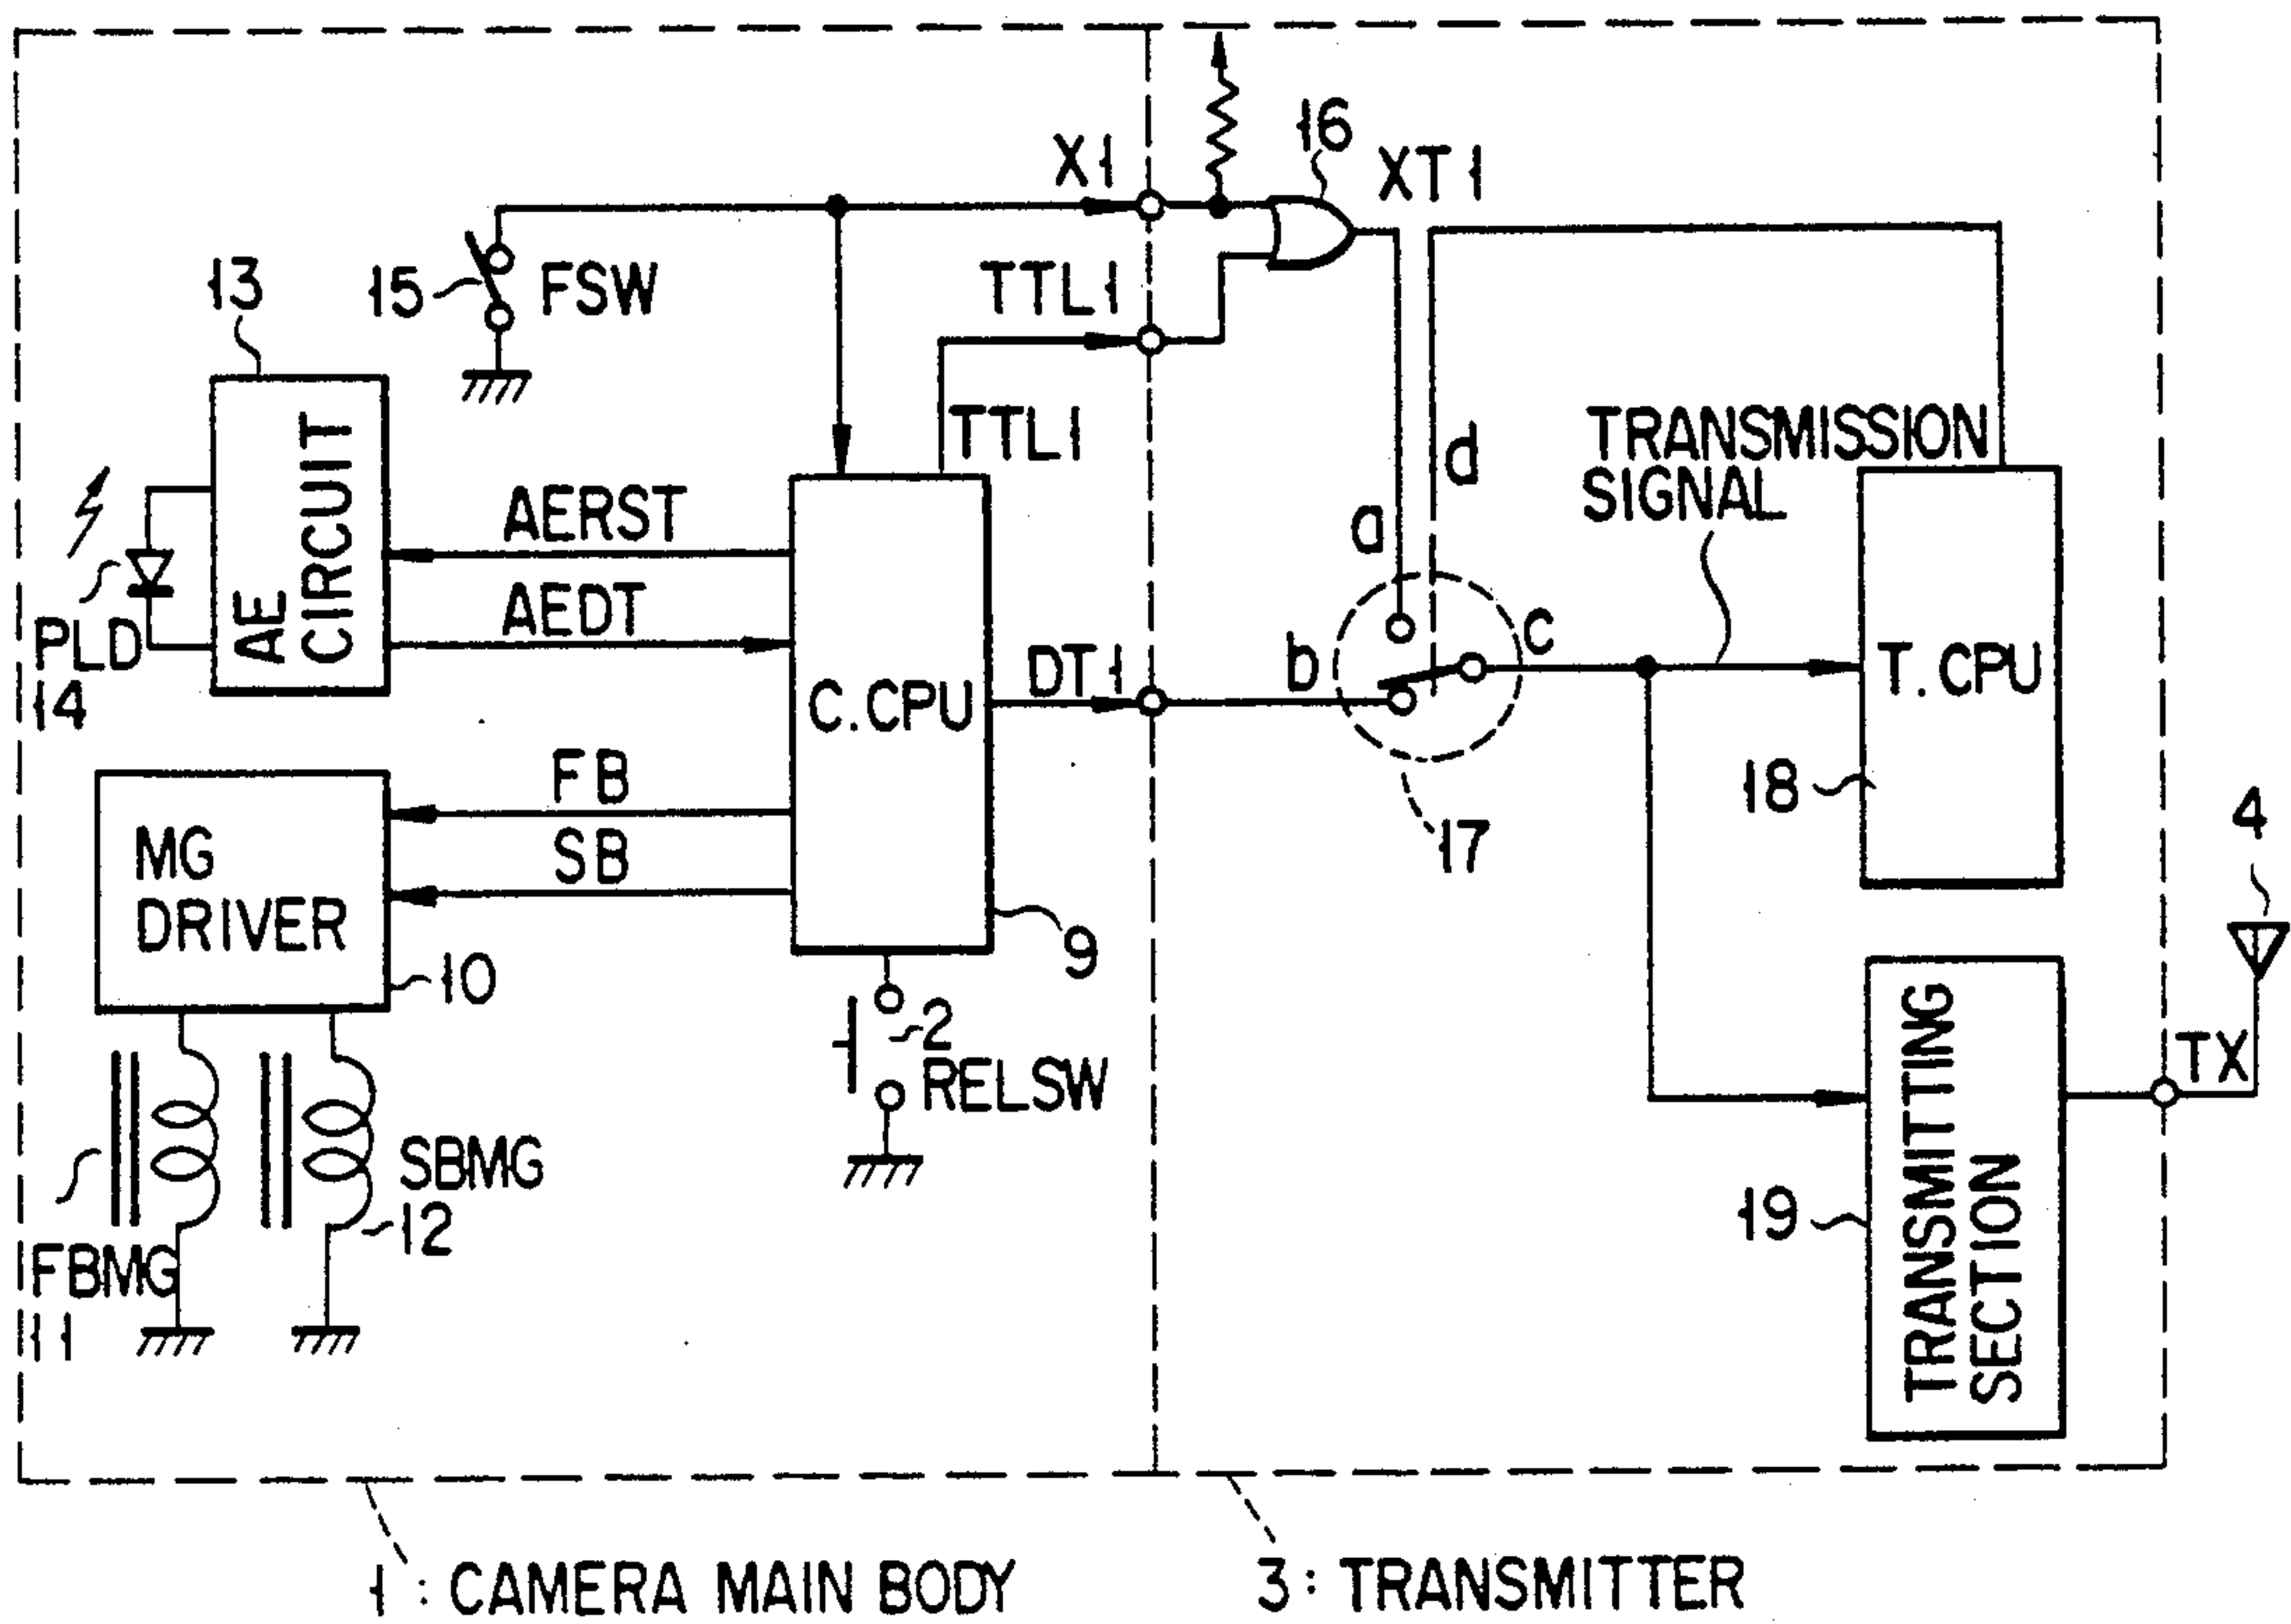 16
X1
XT1
13
15
FSW
TTL1
TTL1
TRANSMISSION
SIGNAL
d
a
AE
CIRCUIT
AERST
AEDT
PLD
14
C.CPU
DT1
b
c
T.CPU
18
17
4
FB
SB
MG
DRIVER
10
9
2
RELSW
TX
TRANSMITTING
SECTION
19
SBMG
12
FBMG
11
1 : CAMERA MAIN BODY
3 : TRANSMITTER